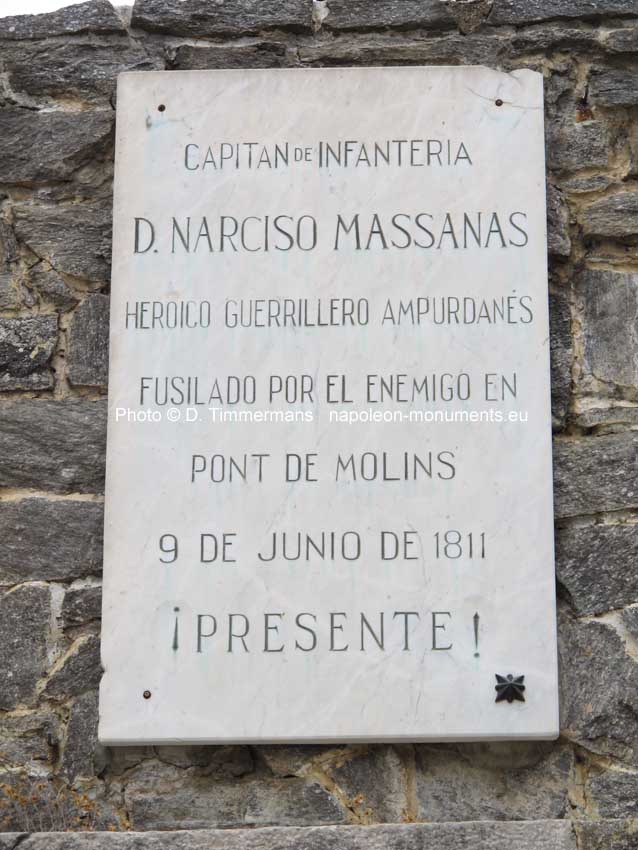 CAPITAN DE INFANTERIA
D. NARCISO MASSANAS
HEROICO GUERRILLERO AMPURDANÉS
FUSILADO POR EL ENEMIGO EN
Photo © D. Timmermans napoleon-monuments.eu
PONT DE MOLINS
9 DE JUNIO DE 1811
¡PRESENTE!